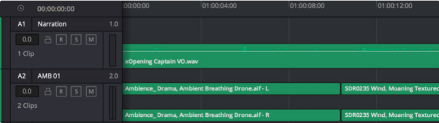 00:00:00:00 00:00:00 01:00:04:00 01:00:08:00 01:00:12:00
A1 Narration 1.0
0.0 R S M
1 Clip
Opening Captain VO.wav
A2 AMB 01 2.0
0.0 R S M
2 Clips
Ambience_ Drama, Ambient Breathing Drone.aif - L SDR0235 Wind, Moaning Textured
Ambience_ Drama, Ambient Breathing Drone.aif - R SDR0235 Wind, Moaning Textured